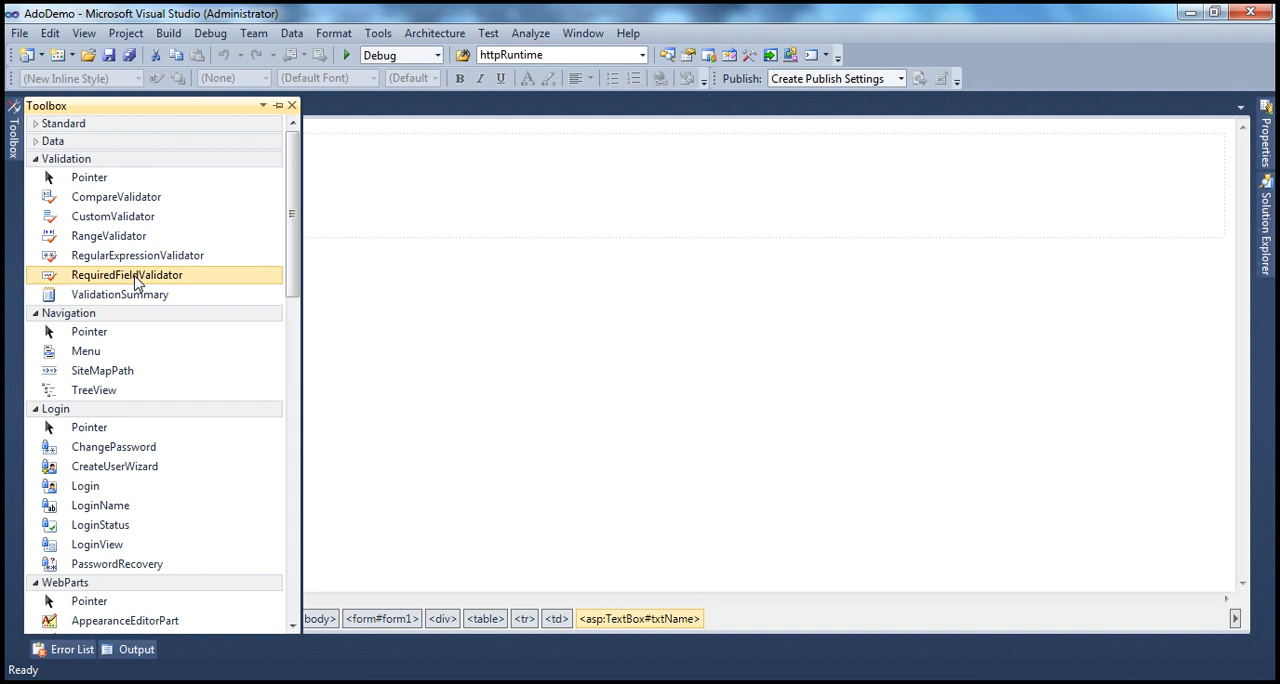 AdoDemo - Microsoft Visual Studio (Administrator)
File Edit View Project Build Debug Team Data Format Tools Architecture Test Analyze Window Help
Debug httpRuntime
(New Inline Style) (None) (Default Font) (Default B I U A Publish: Create Publish Settings
Toolbox
Toolbox
Standard
Data
Validation
Pointer
CompareValidator
CustomValidator
RangeValidator
RegularExpressionValidator
RequiredFieldValidator
ValidationSummary
Navigation
Pointer
Menu
SiteMapPath
TreeView
Login
Pointer
ChangePassword
CreateUserWizard
Login
LoginName
LoginStatus
LoginView
PasswordRecovery
WebParts
Pointer
AppearanceEditorPart
Properties
Solution Explorer
body> <form#form1> <div> <table> <tr> <td> <asp:TextBox#txtName>
Error List Output
Ready